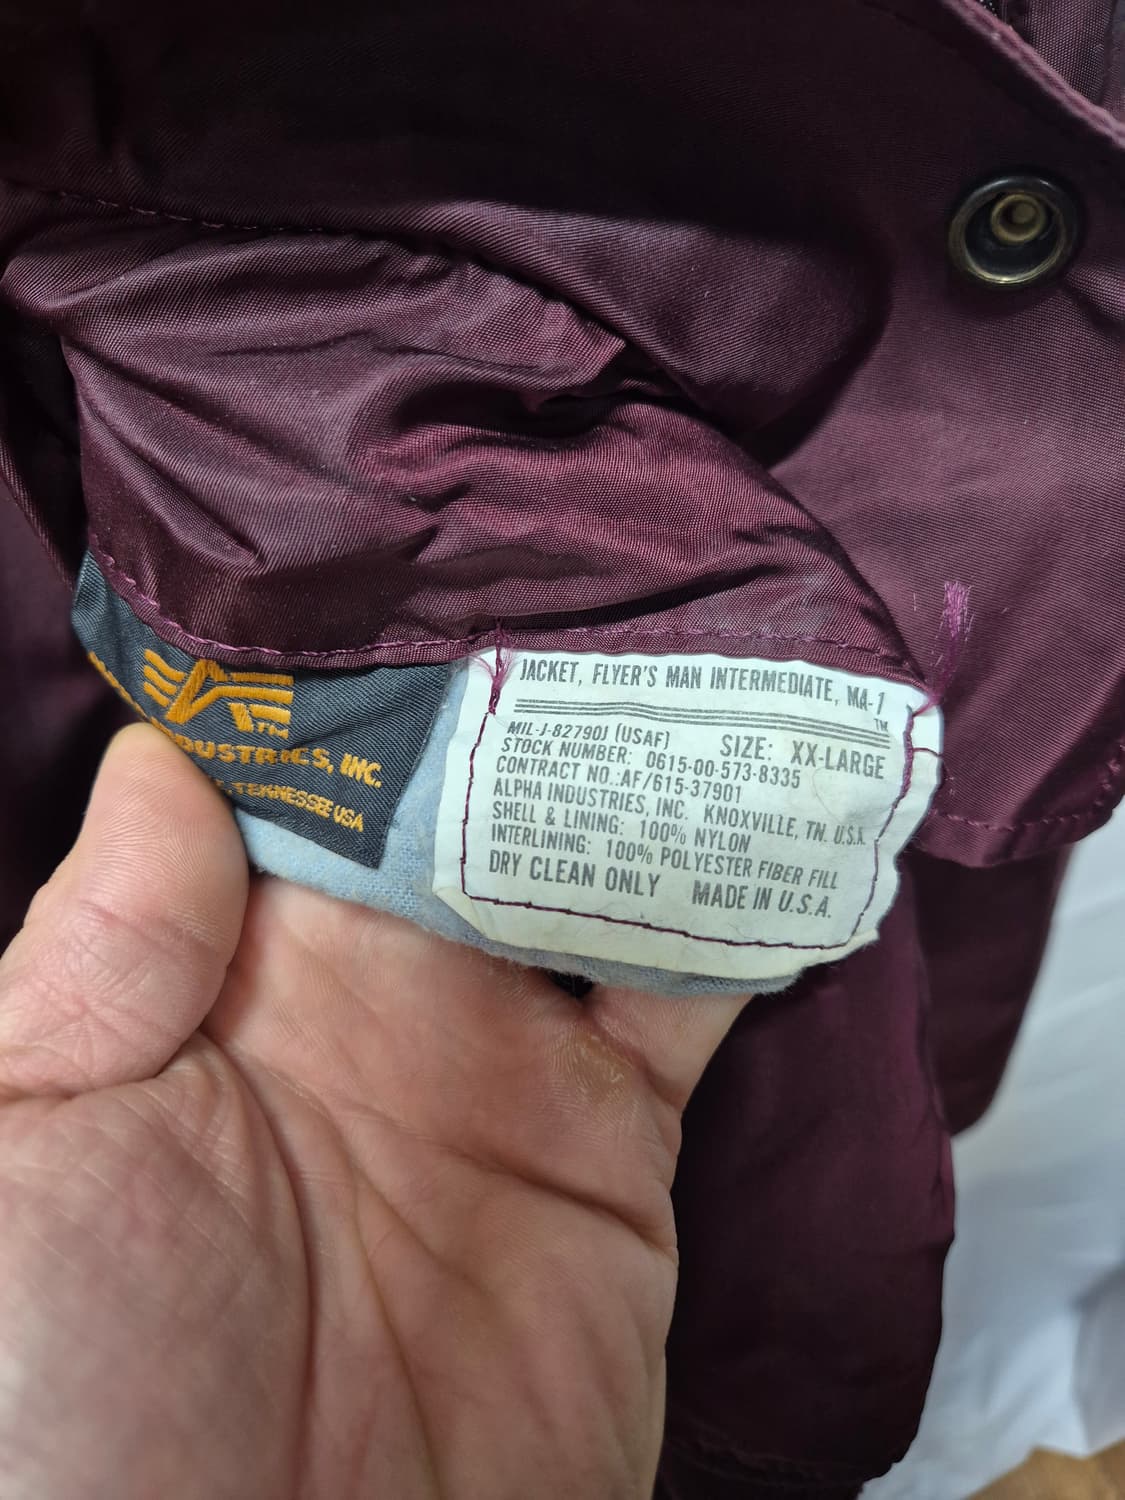 INDUSTRIES, INC.
TENNESSEE USA
TM
JACKET, FLYER'S MAN INTERMEDIATE, MA-1
TM
MIL-J-82790J (USAF) SIZE: XX-LARGE
STOCK NUMBER: 0615-00-573-8335
CONTRACT NO.:AF/615-37901
ALPHA INDUSTRIES, INC. KNOXVILLE, TN. U.S.A.
SHELL & LINING: 100% NYLON
INTERLINING: 100% POLYESTER FIBER FILL
DRY CLEAN ONLY MADE IN U.S.A.